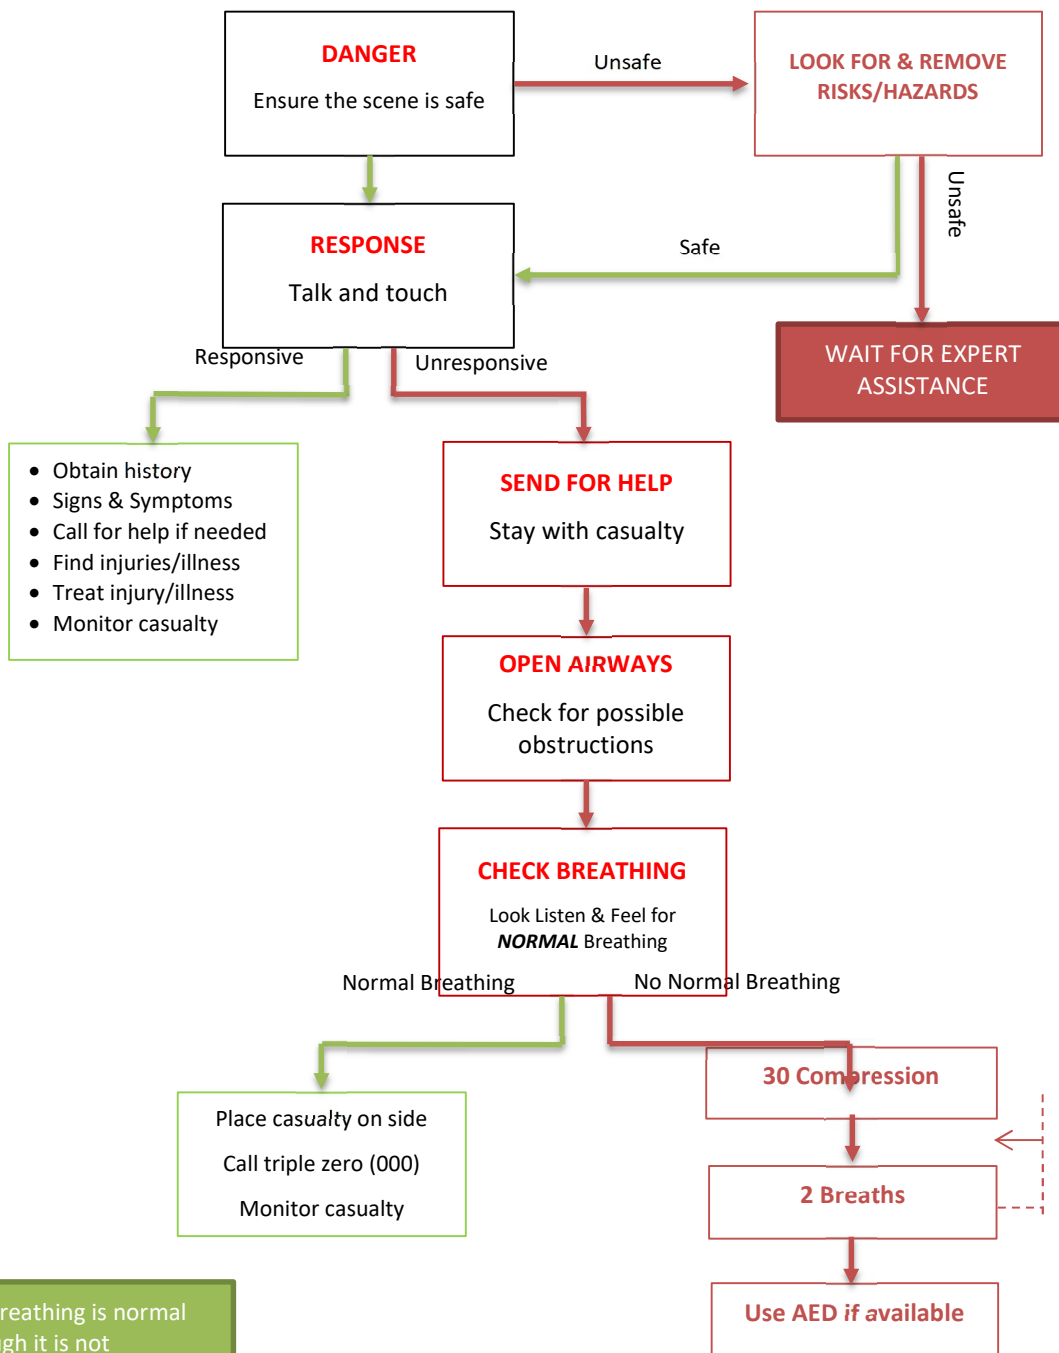 DANGER
Ensure the scene is safe
Unsafe
LOOK FOR & REMOVE
RISKS/HAZARDS
Unsafe
Safe
RESPONSE
Talk and touch
WAIT FOR EXPERT
ASSISTANCE
Responsive
Unresponsive
• Obtain history
• Signs & Symptoms
• Call for help if needed
• Find injuries/illness
• Treat injury/illness
• Monitor casualty
SEND FOR HELP
Stay with casualty
OPEN AIRWAYS
Check for possible
obstructions
CHECK BREATHING
Look Listen & Feel for
NORMAL Breathing
Normal Breathing
No Normal Breathing
Place casualty on side
Call triple zero (000)
Monitor casualty
30 Compression
2 Breaths
Use AED if available
reathing is normal
ugh it is not